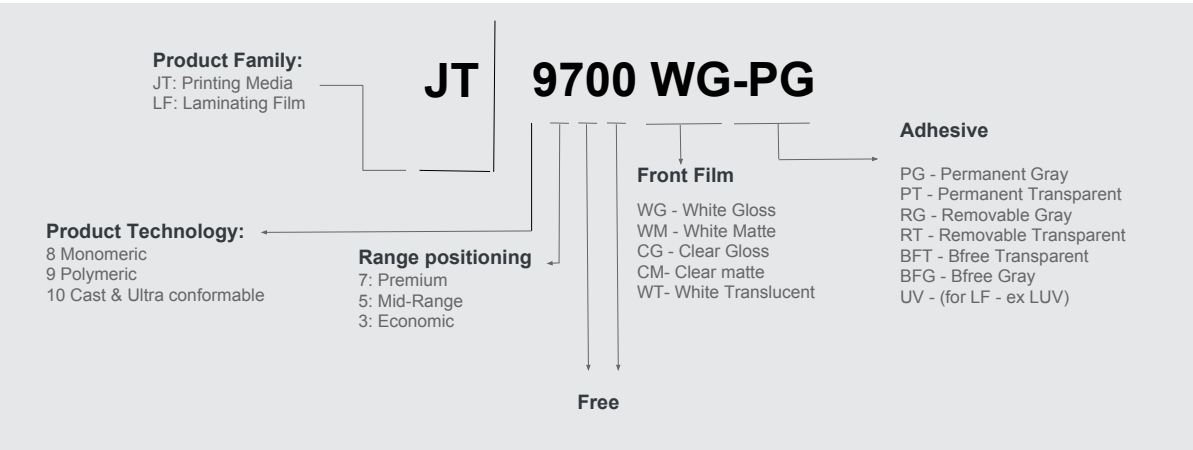 Product Family:
JT: Printing Media
LF: Laminating Film
JT 9700 WG-PG
Adhesive
PG - Permanent Gray
PT - Permanent Transparent
RG - Removable Gray
RT - Removable Transparent
BFT - Bfree Transparent
BFG - Bfree Gray
UV - (for LF - ex LUV)
Front Film
WG - White Gloss
WM - White Matte
CG - Clear Gloss
CM- Clear matte
WT- White Translucent
Product Technology:
8 Monomeric
9 Polymeric
10 Cast & Ultra conformable
Range positioning
7: Premium
5: Mid-Range
3: Economic
Free